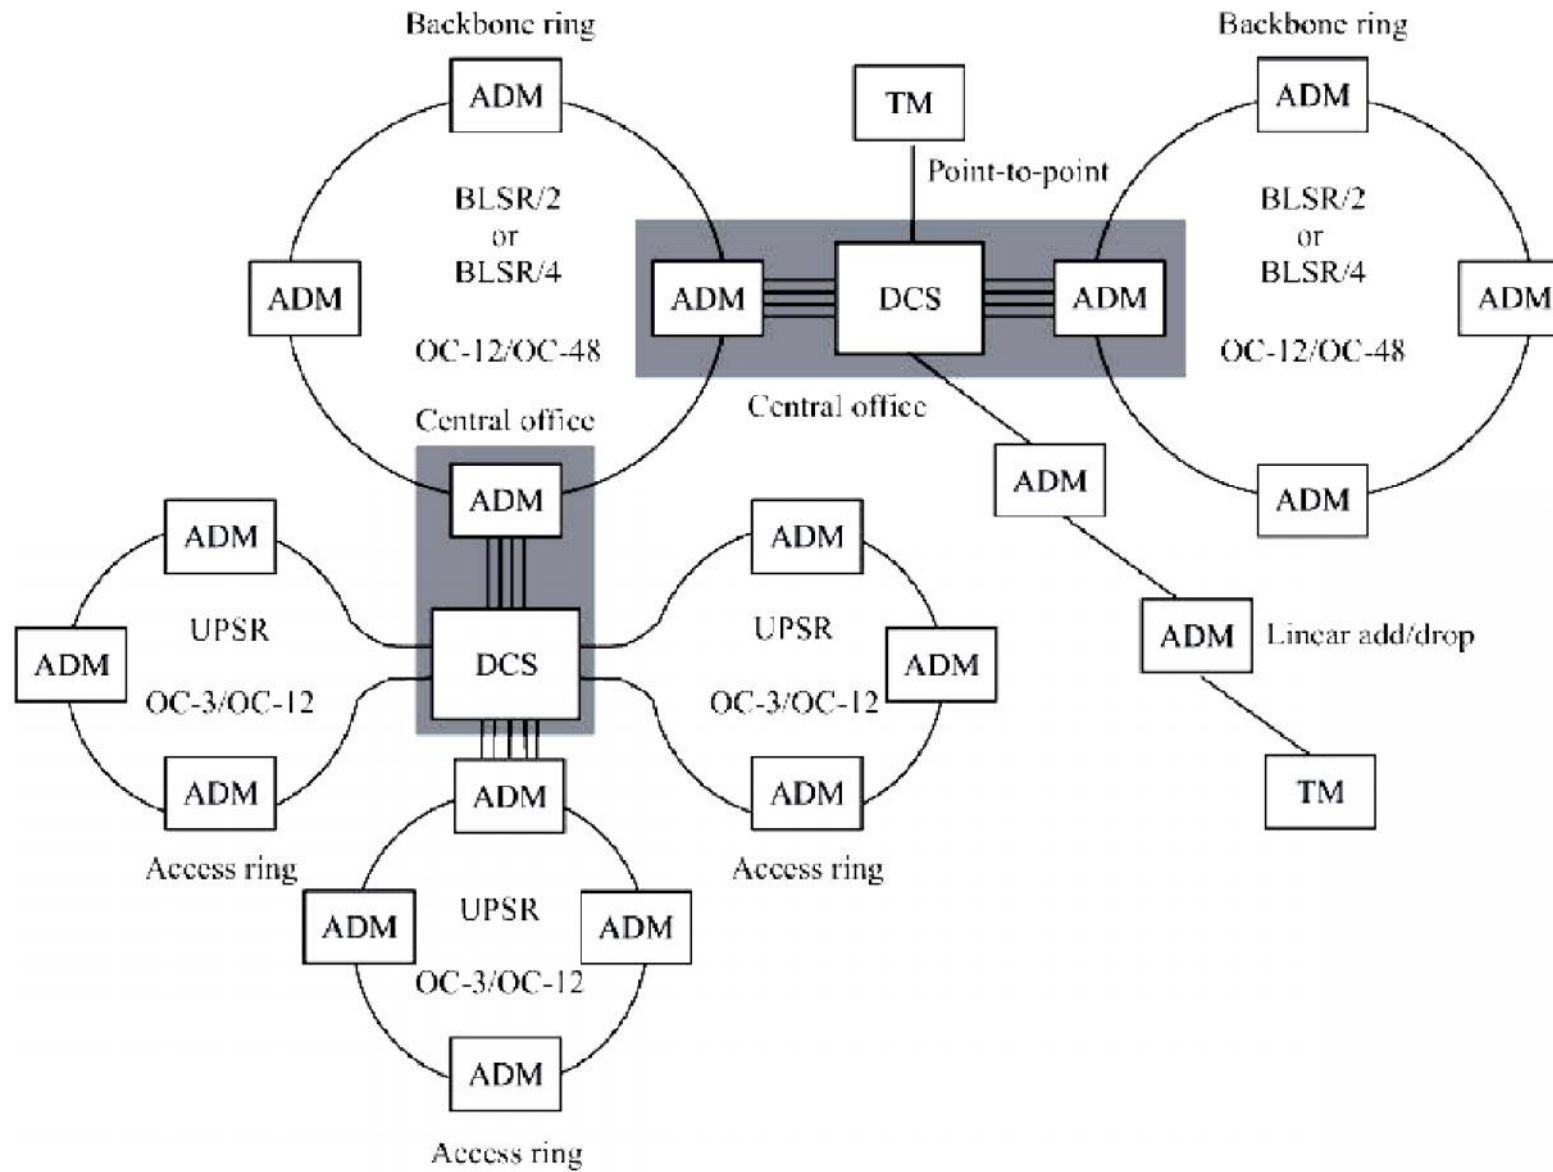 Backbone ring
Backbone ring
ADM
TM
ADM
Point-to-point
BLSR/2
or
BLSR/4
BLSR/2
or
BLSR/4
ADM
ADM
DCS
ADM
ADM
OC-12/OC-48
OC-12/OC-48
Central office
Central office
ADM
ADM
ADM
ADM
ADM
UPSR
UPSR
ADM
Linear add/drop
ADM
DCS
ADM
OC-3/OC-12
OC-3/OC-12
ADM
ADM
ADM
TM
Access ring
Access ring
UPSR
ADM
ADM
OC-3/OC-12
ADM
Access ring